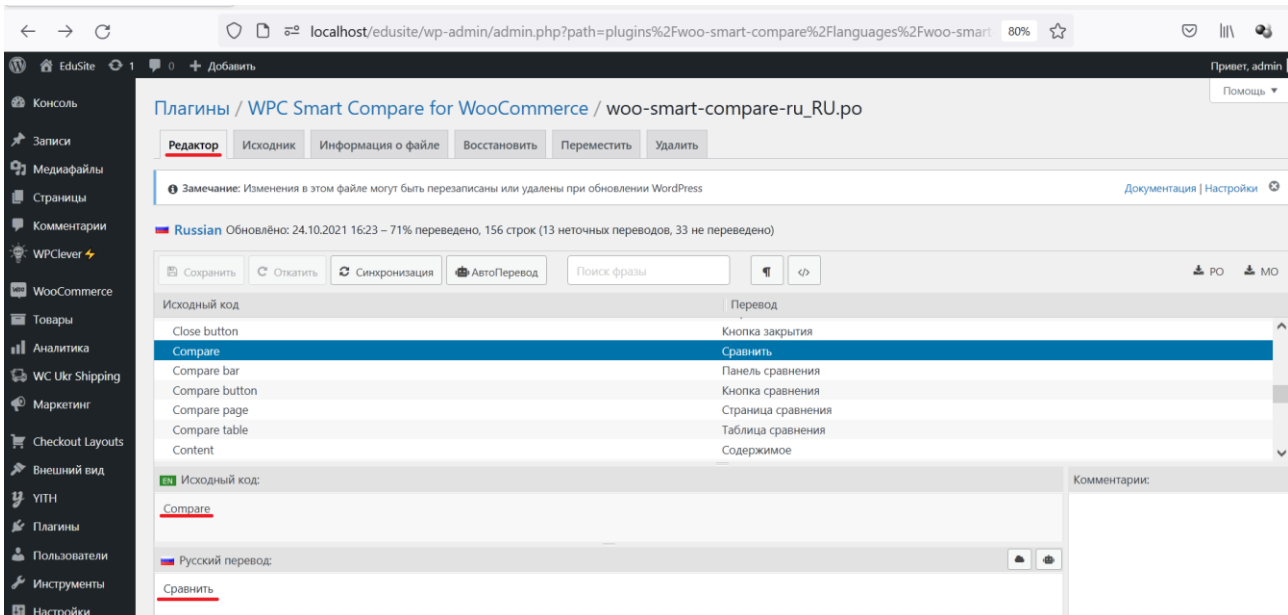 localhost/edusite/wp-admin/admin.php?path=plugins%2Fwoo-smart-compare%2Flanguages%2Fwoo-smart 80%
EduSite 1 0 + Добавить Привет, admin
Помощь ▼
Консоль
Записи
Медиафайлы
Страницы
Комментарии
WPClever
WooCommerce
Товары
Аналитика
WC Ukr Shipping
Маркетинг
Checkout Layouts
Внешний вид
YITH
Плагины
Пользователи
Инструменты
Настройки
Плагины / WPC Smart Compare for WooCommerce / woo-smart-compare-ru_RU.po
Редактор Исходник Информация о файле Восстановить Переместить Удалить
Замечание: Изменения в этом файле могут быть перезаписаны или удалены при обновлении WordPress Документация | Настройки
Russian Обновлёно: 24.10.2021 16:23 – 71% переведено, 156 строк (13 неточных переводов, 33 не переведено)
Сохранить Откатить Синхронизация АвтоПеревод Поиск фразы ¶ </> PO MO
Исходный код Перевод
Close button Кнопка закрытия
Compare Сравнить
Compare bar Панель сравнения
Compare button Кнопка сравнения
Compare page Страница сравнения
Compare table Таблица сравнения
Content Содержимое
EN Исходный код: Комментарии:
Compare
Русский перевод:
Сравнить